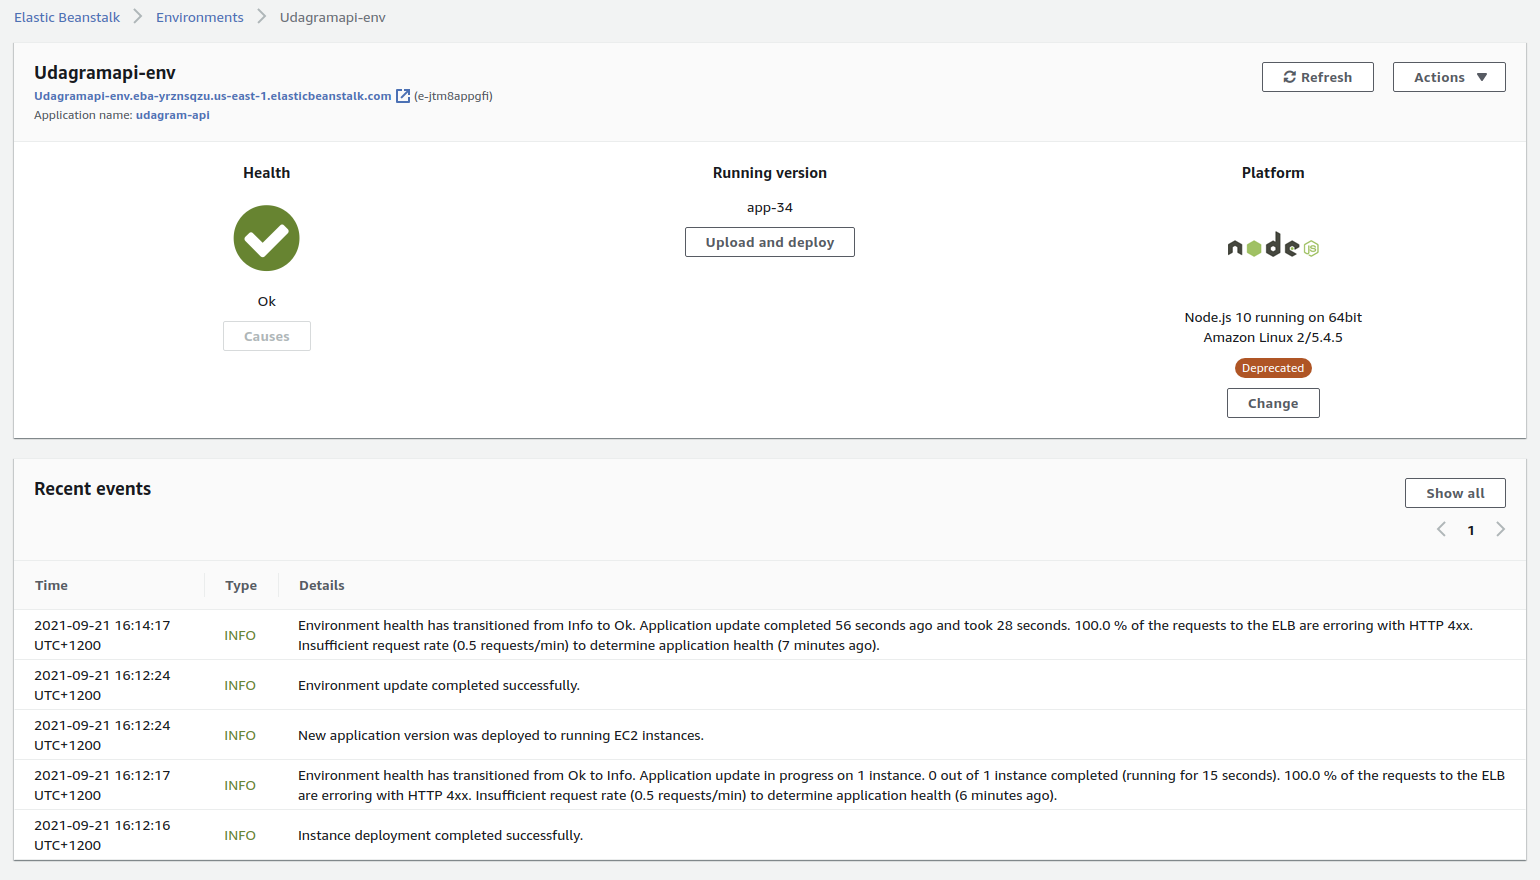 Elastic Beanstalk > Environments > Udagramapi-env
Udagramapi-env
Refresh
Actions
Udagramapi-env.eba-yrznsqzu.us-east-1.elasticbeanstalk.com (e-jtm8appgfi)
Application name: udagram-api
Health
Ok
Causes
Running version
app-34
Upload and deploy
Platform
node JS
Node.js 10 running on 64bit
Amazon Linux 2/5.4.5
Deprecated
Change
Recent events
Show all
1
Time Type Details
2021-09-21 16:14:17
UTC+1200
INFO
Environment health has transitioned from Info to Ok. Application update completed 56 seconds ago and took 28 seconds. 100.0 % of the requests to the ELB are erroring with HTTP 4xx.
Insufficient request rate (0.5 requests/min) to determine application health (7 minutes ago).
2021-09-21 16:12:24
UTC+1200
INFO
Environment update completed successfully.
2021-09-21 16:12:24
UTC+1200
INFO
New application version was deployed to running EC2 instances.
2021-09-21 16:12:17
UTC+1200
INFO
Environment health has transitioned from Ok to Info. Application update in progress on 1 instance. 0 out of 1 instance completed (running for 15 seconds). 100.0 % of the requests to the ELB
are erroring with HTTP 4xx. Insufficient request rate (0.5 requests/min) to determine application health (6 minutes ago).
2021-09-21 16:12:16
UTC+1200
INFO
Instance deployment completed successfully.